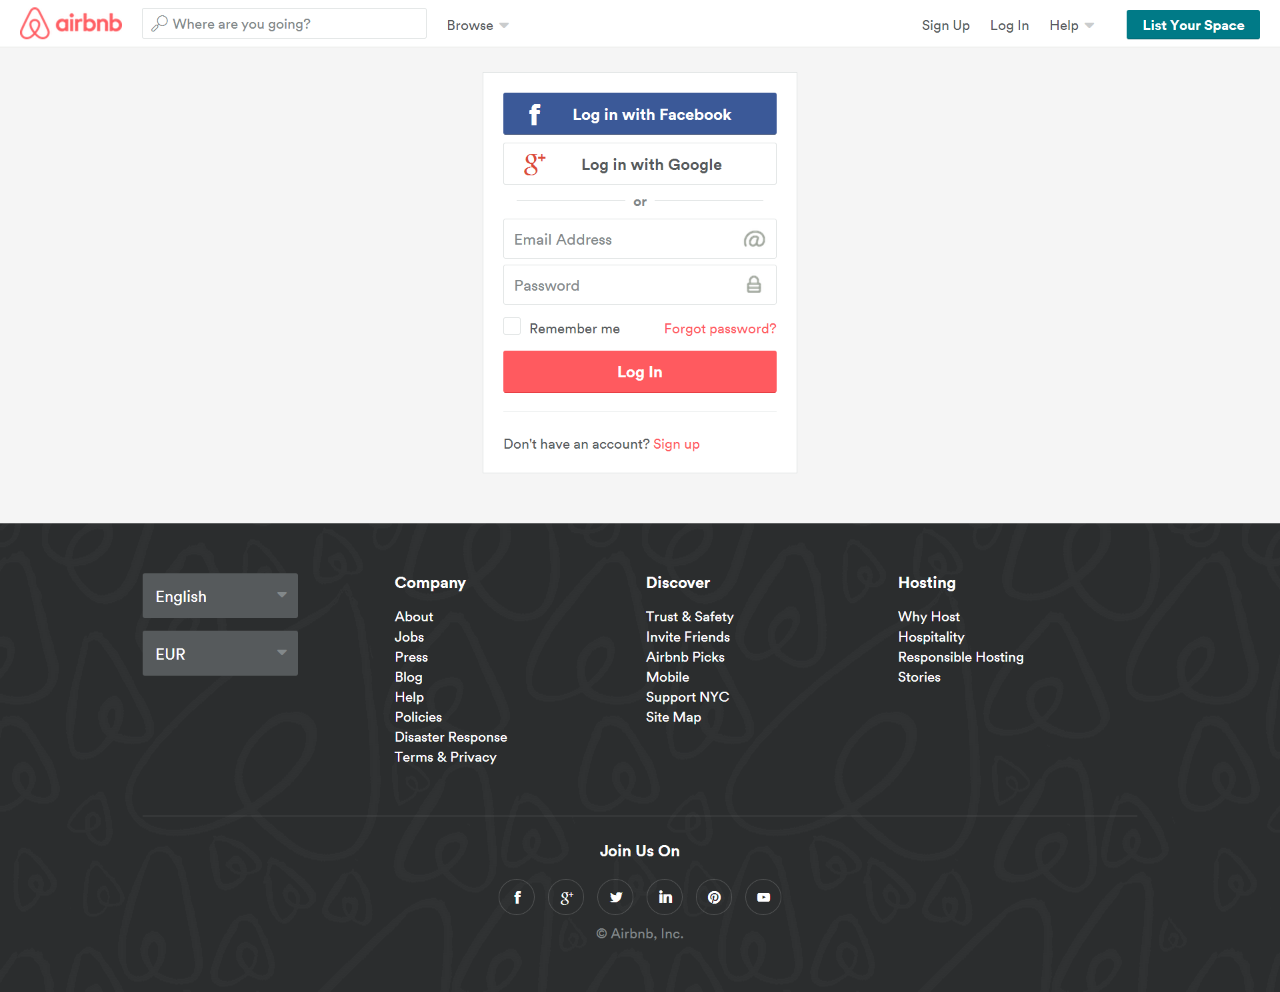 airbnb Where are you going? Browse Sign Up Log In Help List Your Space
f Log in with Facebook
g+ Log in with Google
or
Email Address @
Password
Remember me Forgot password?
Log In
Don't have an account? Sign up
English
EUR
Company
About
Jobs
Press
Blog
Help
Policies
Disaster Response
Terms & Privacy
Discover
Trust & Safety
Invite Friends
Airbnb Picks
Mobile
Support NYC
Site Map
Hosting
Why Host
Hospitality
Responsible Hosting
Stories
Join Us On
f g+ in
© Airbnb, Inc.